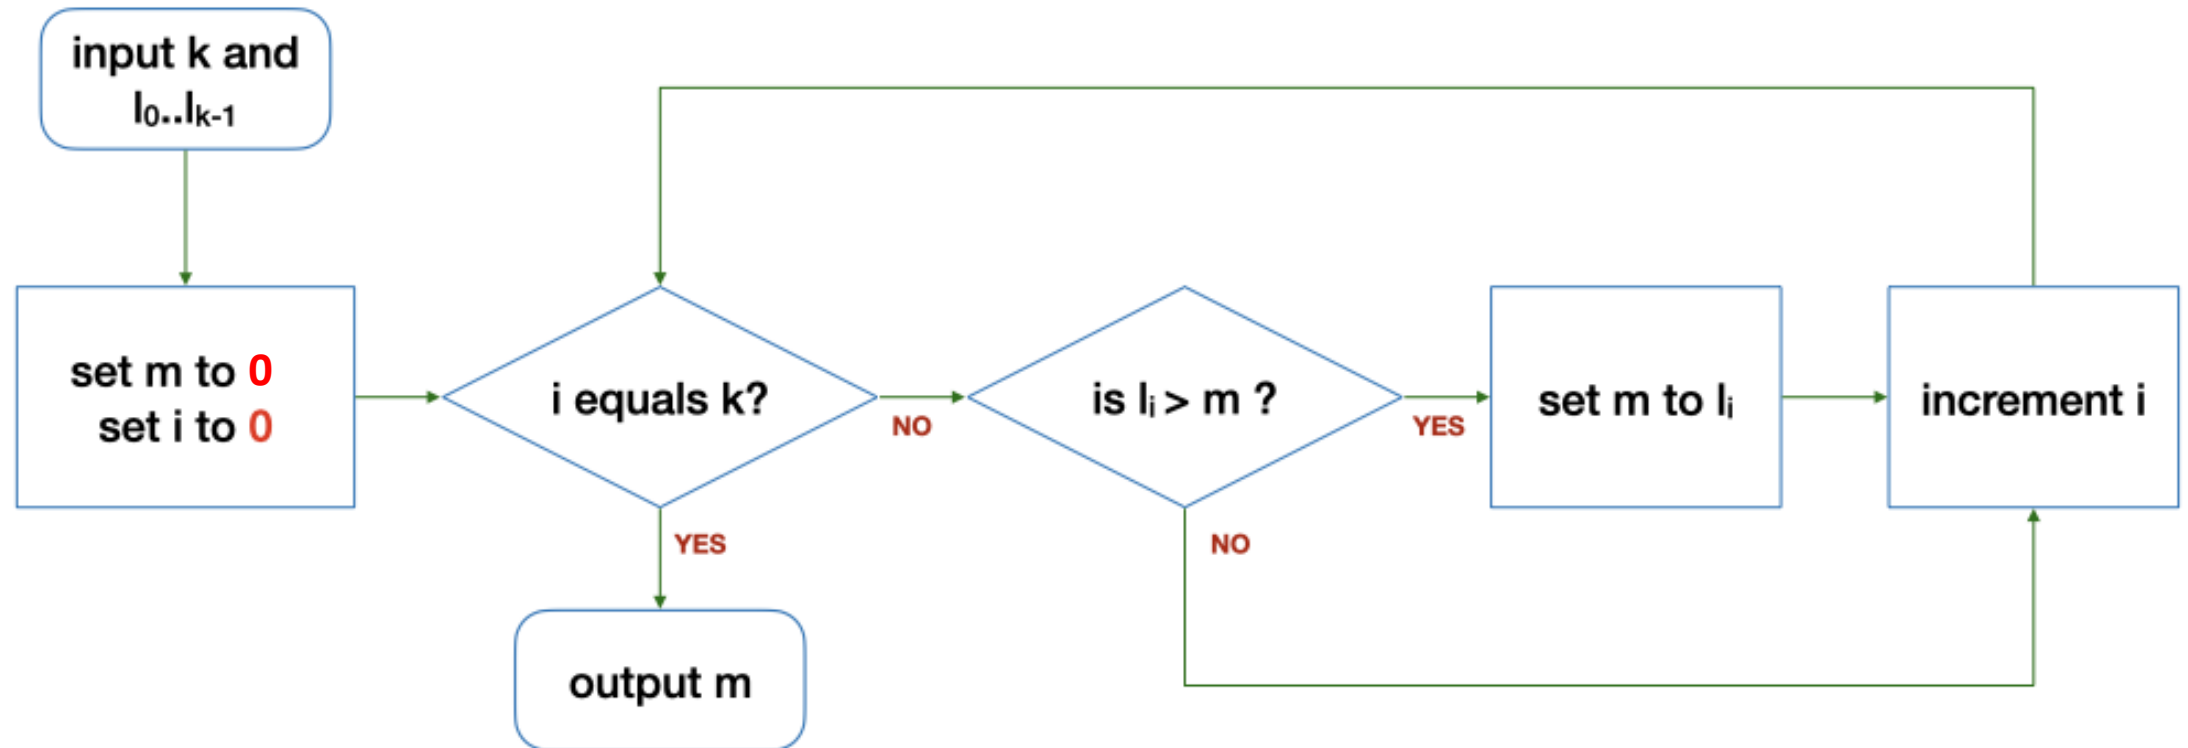 input k and
l₀..lₖ₋₁
set m to 0
set i to 0
i equals k?
NO
is lᵢ > m ?
YES
set m to lᵢ
increment i
YES
NO
output m